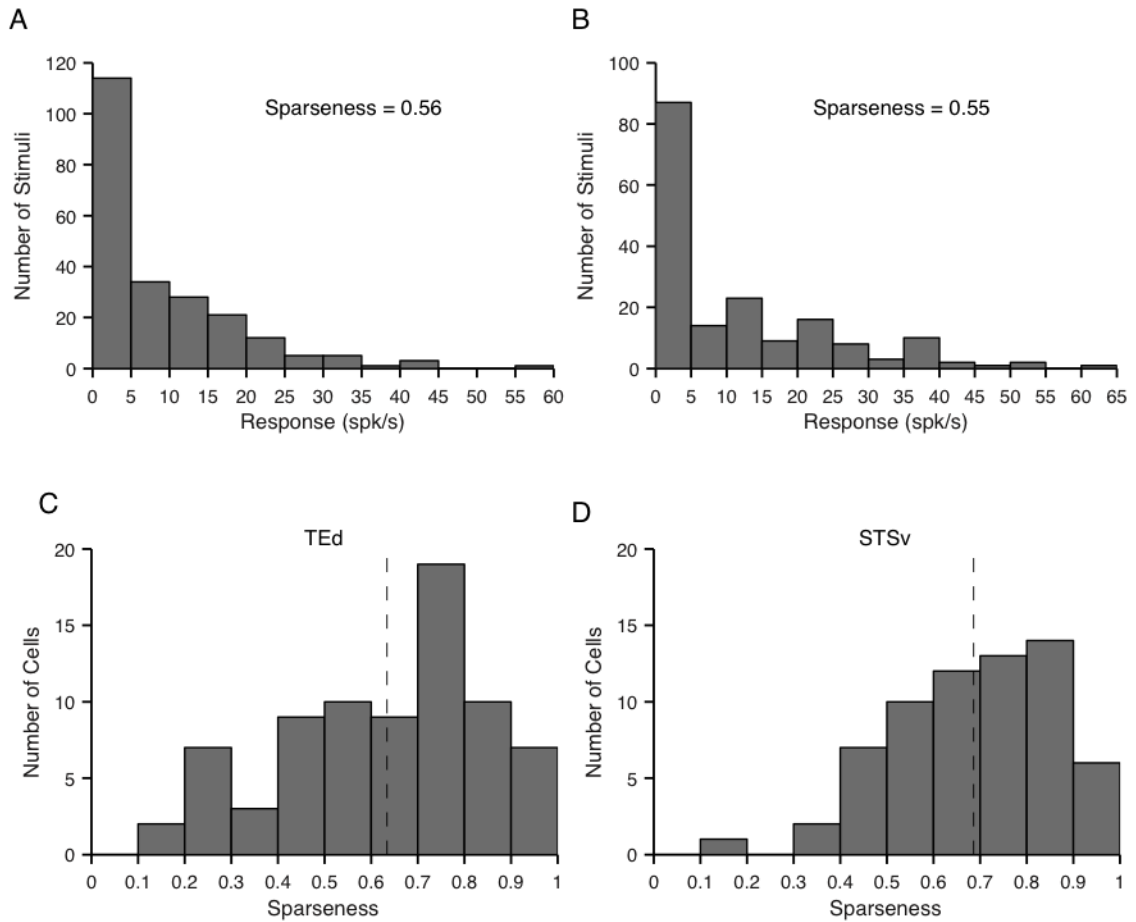 A
120
100
80
60
40
20
0
Number of Stimuli
Sparseness = 0.56
0 5 10 15 20 25 30 35 40 45 50 55 60
Response (spk/s)
B
100
80
60
40
20
0
Number of Stimuli
Sparseness = 0.55
0 5 10 15 20 25 30 35 40 45 50 55 60 65
Response (spk/s)
C
TEd
20
15
10
5
0
Number of Cells
0 0.1 0.2 0.3 0.4 0.5 0.6 0.7 0.8 0.9 1
Sparseness
D
STSv
20
15
10
5
0
Number of Cells
0 0.1 0.2 0.3 0.4 0.5 0.6 0.7 0.8 0.9 1
Sparseness